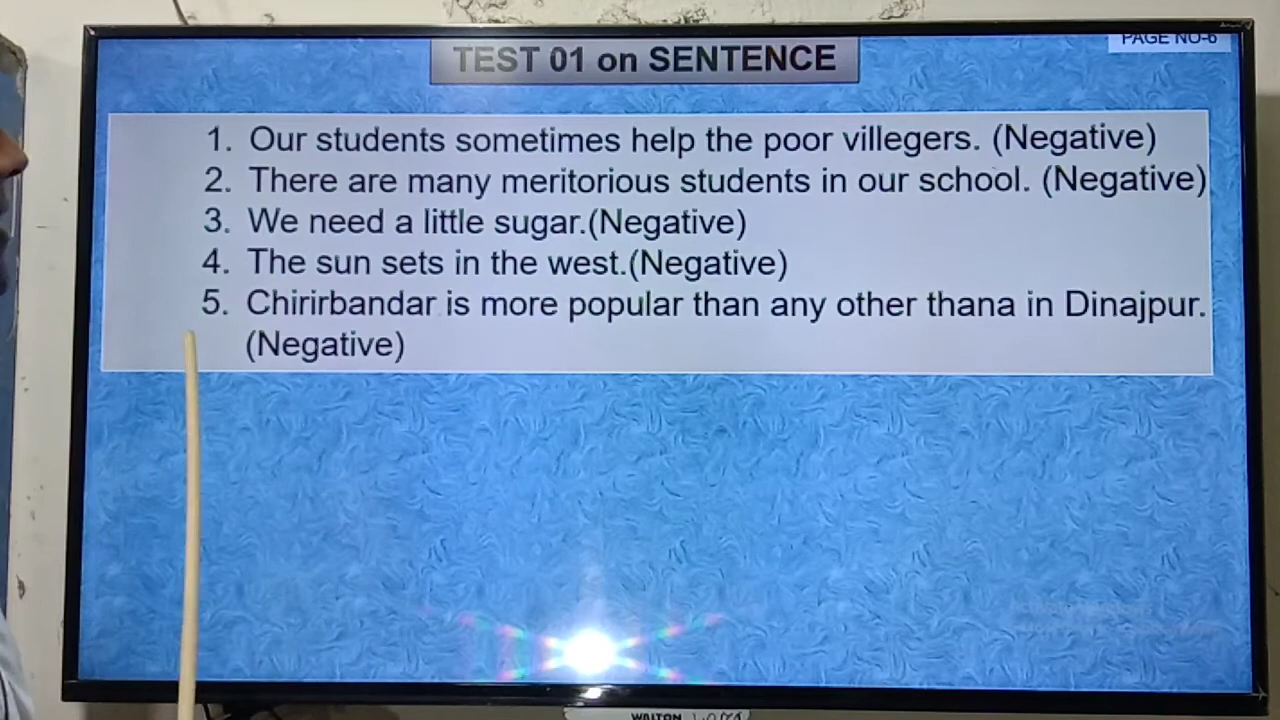 PAGE NO-6
TEST 01 on SENTENCE
1. Our students sometimes help the poor villegers. (Negative)
2. There are many meritorious students in our school. (Negative)
3. We need a little sugar.(Negative)
4. The sun sets in the west.(Negative)
5. Chirirbandar is more popular than any other thana in Dinajpur.
(Negative)
WALTON